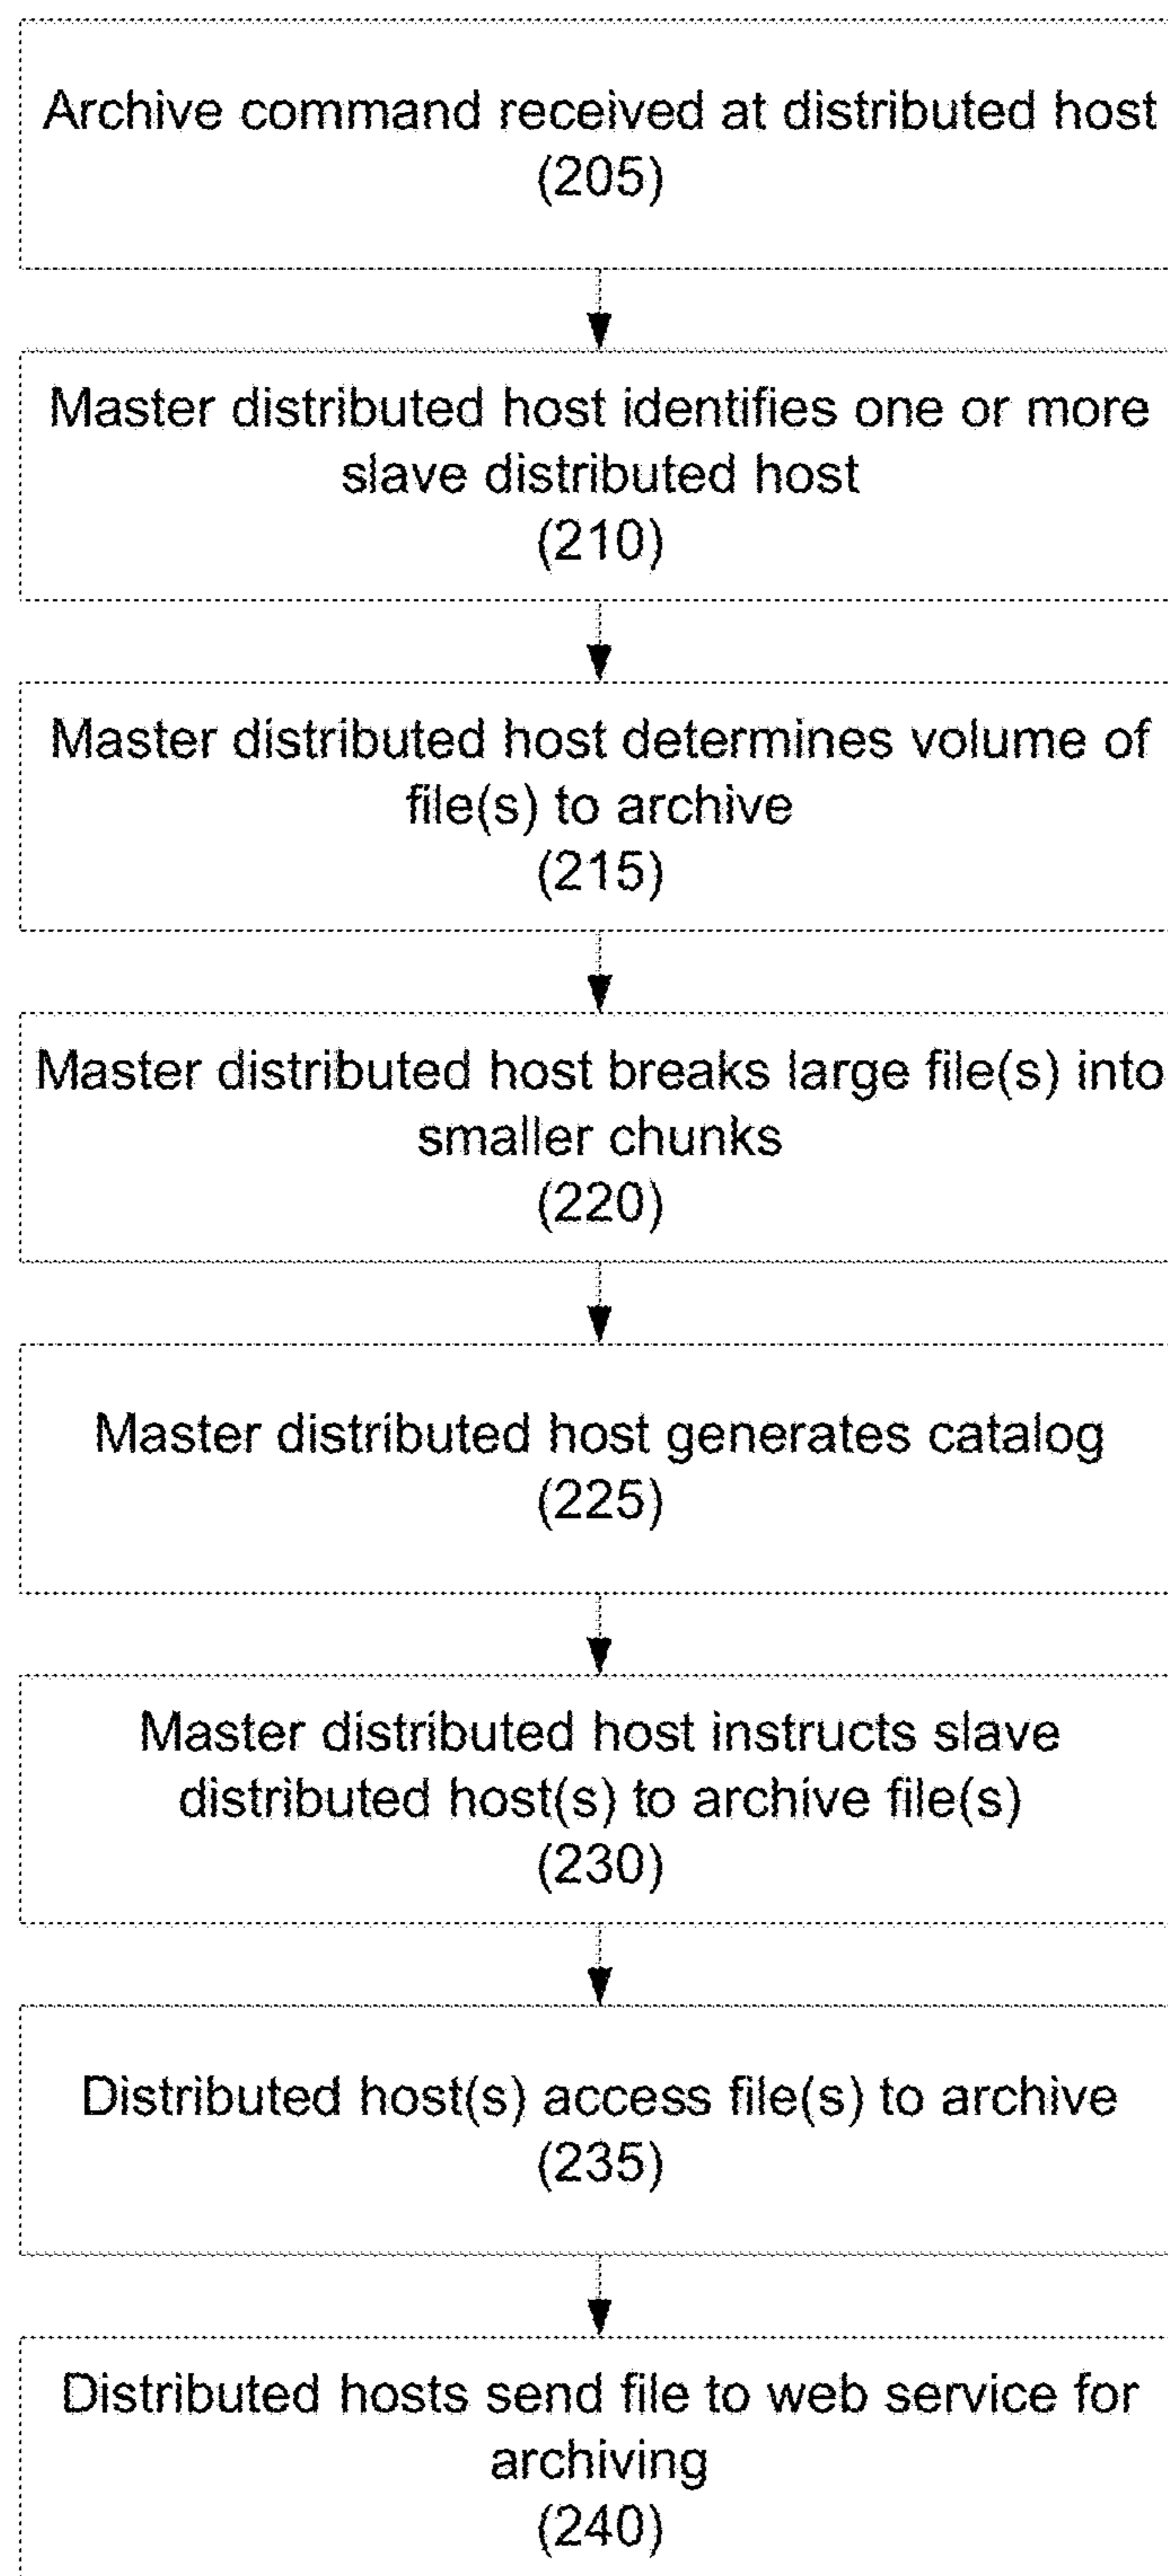 Archive command received at distributed host
(205)
Master distributed host identifies one or more
slave distributed host
(210)
Master distributed host determines volume of
file(s) to archive
(215)
Master distributed host breaks large file(s) into
smaller chunks
(220)
Master distributed host generates catalog
(225)
Master distributed host instructs slave
distributed host(s) to archive file(s)
(230)
Distributed host(s) access file(s) to archive
(235)
Distributed hosts send file to web service for
archiving
(240)